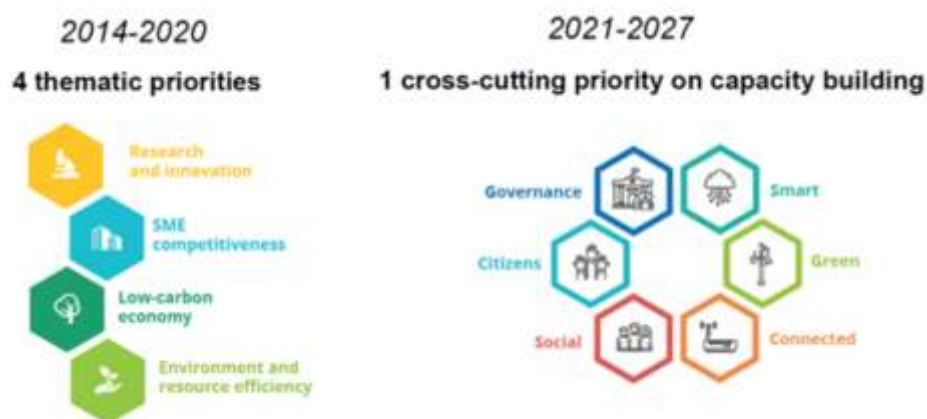 2014-2020
4 thematic priorities
Research
and innovation
SME
competitiveness
Low-carbon
economy
Environment and
resource efficiency
2021-2027
1 cross-cutting priority on capacity building
Governance
Smart
Citizens
Green
Social
Connected